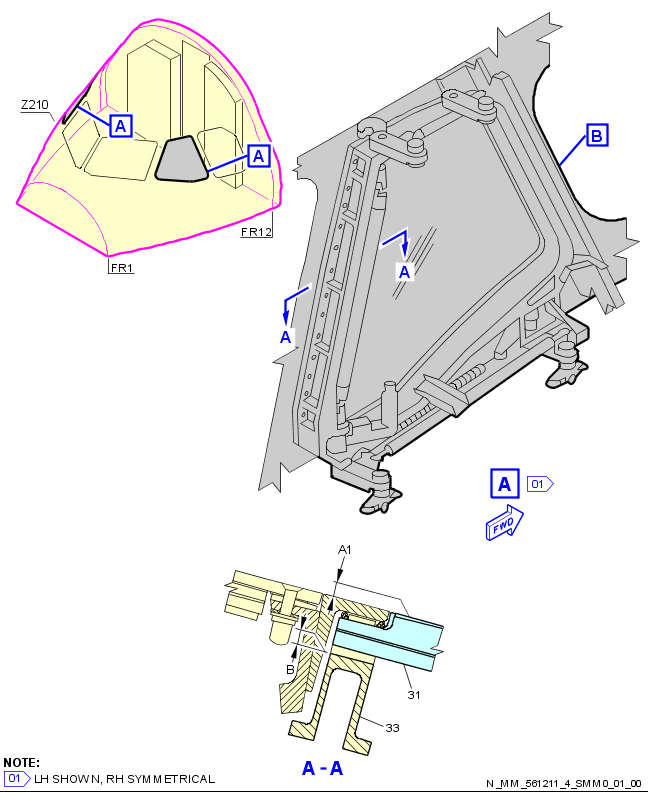 Z210
A
A
FR12
FR1
B
A
A
A 01
FWD
A1
B
31
33
A - A
NOTE:
01 LH SHOWN, RH SYMMETRICAL
N_MM_561211_4_SMM0_01_00